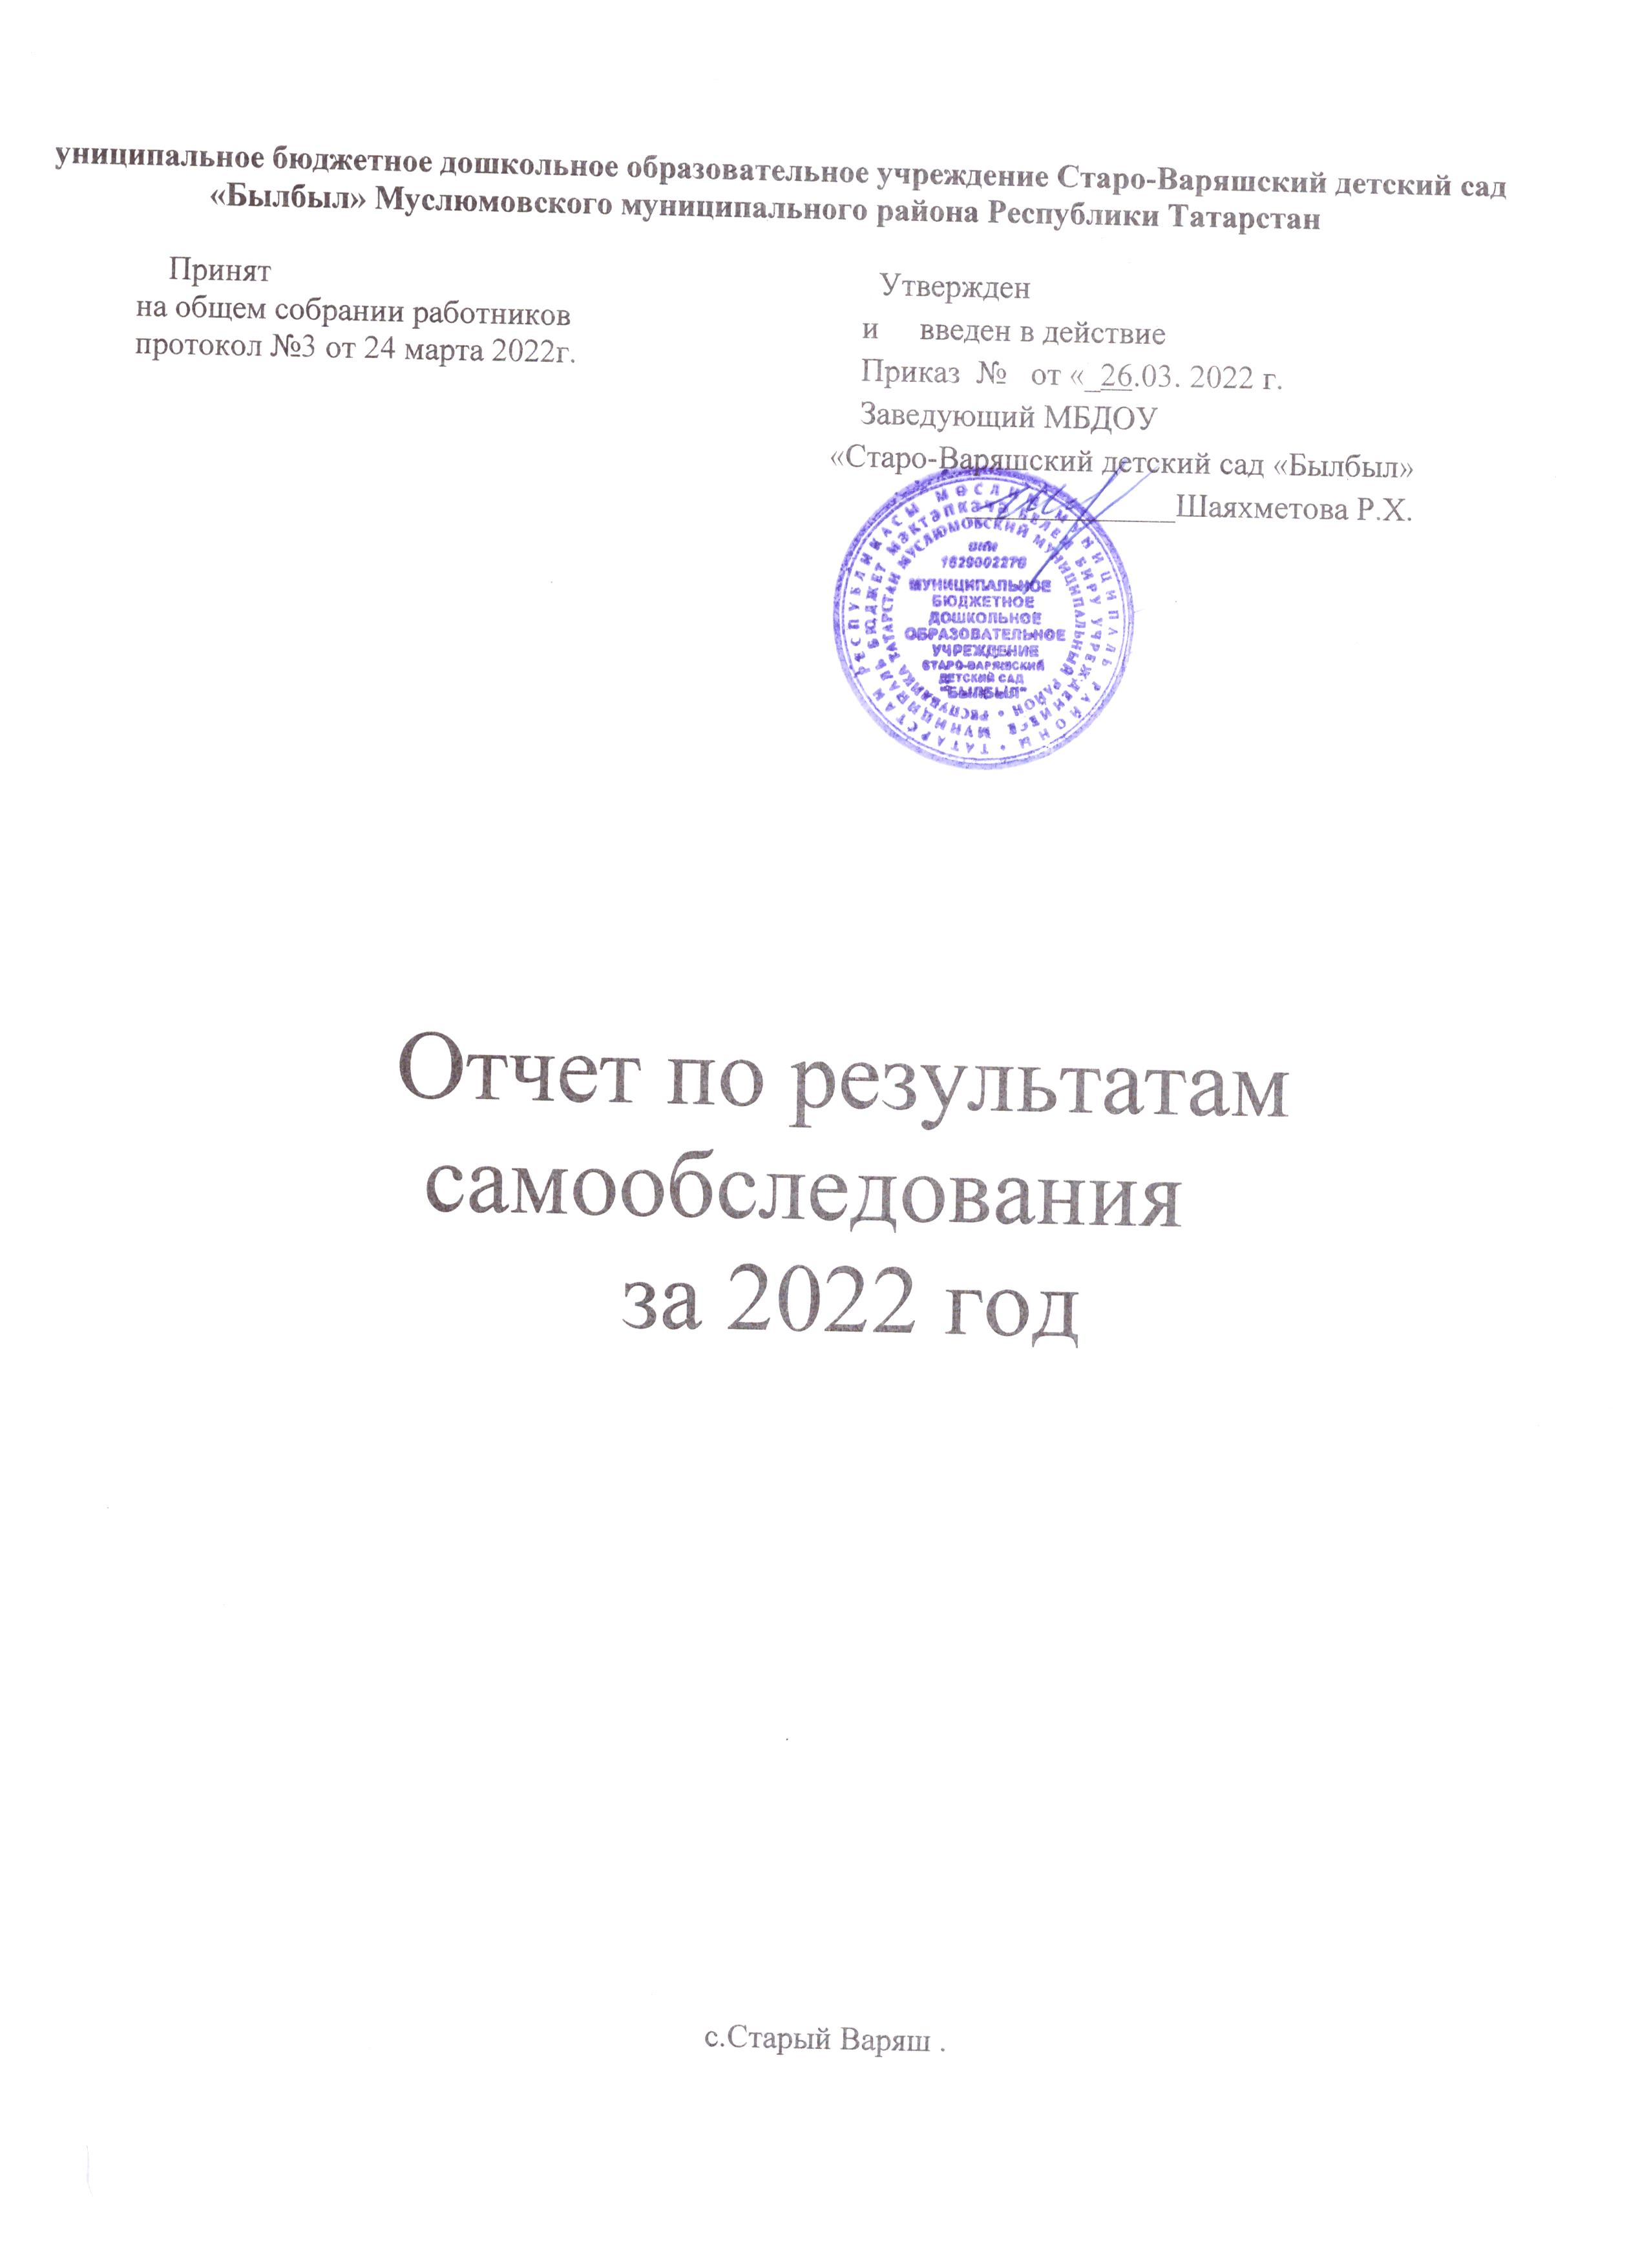 униципальное бюджетное дошкольное образовательное учреждение Старо-Варяшский детский сад
«Былбыл» Муслюмовского муниципального района Республики Татарстан
Принят
на общем собрании работников
протокол №3 от 24 марта 2022г.
Утвержден
и введен в действие
Приказ № от «_26.03. 2022 г.
Заведующий МБДОУ
«Старо-Варяшский детский сад «Былбыл»
______________Шаяхметова Р.Х.
МУНИЦИПАЛЬНОЕ
БЮДЖЕТНОЕ
ДОШКОЛЬНОЕ
ОБРАЗОВАТЕЛЬНОЕ
УЧРЕЖДЕНИЕ
СТАРО-ВАРЯШСКИЙ
ДЕТСКИЙ САД
"БЫЛБЫЛ"
Отчет по результатам
самообследования
за 2022 год
с.Старый Варяш .